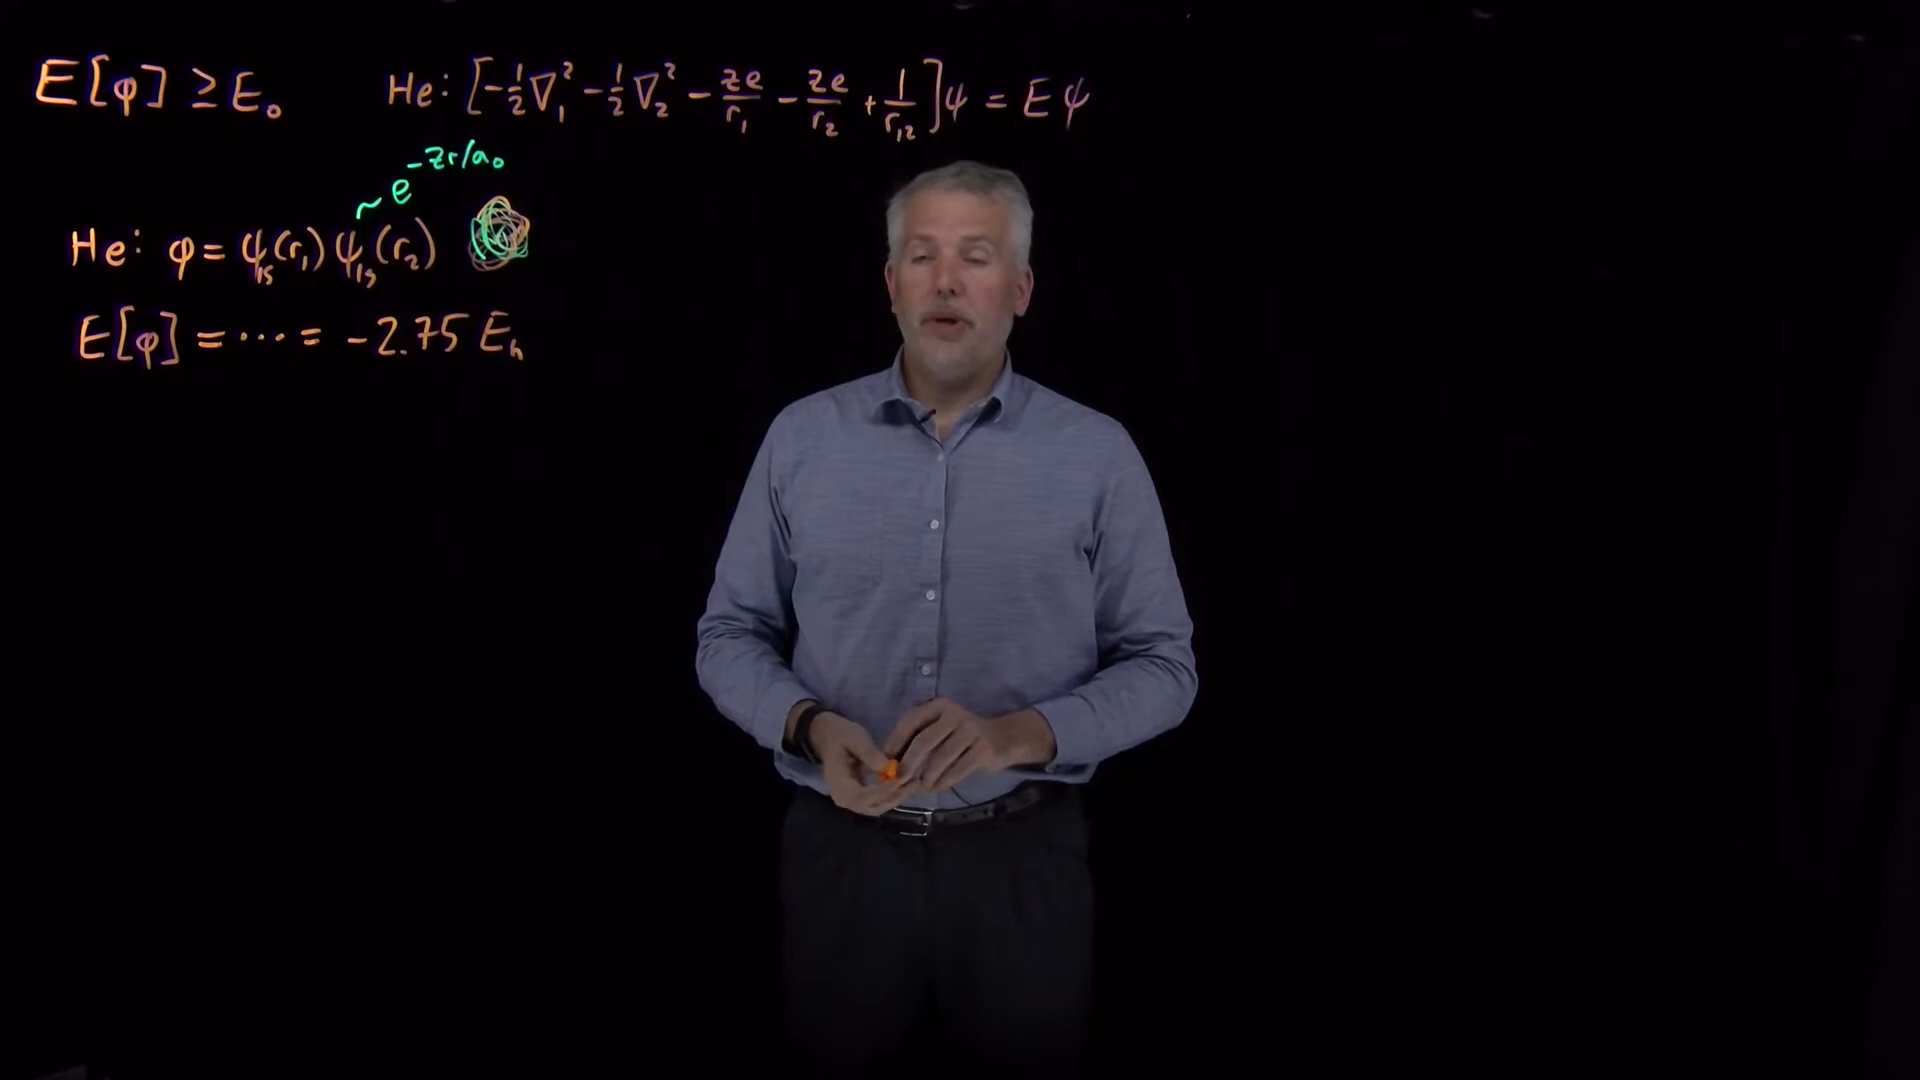 E[φ] ≥ E₀
He: [-½∇₁² - ½∇₂² - ze/r₁ - ze/r₂ + 1/r₁₂]ψ = Eψ
~ e^(-Zr/a₀)
He: φ = ψ₁ₛ(r₁) ψ₁ₛ(r₂)
E[φ] = ··· = -2.75 Eₕ